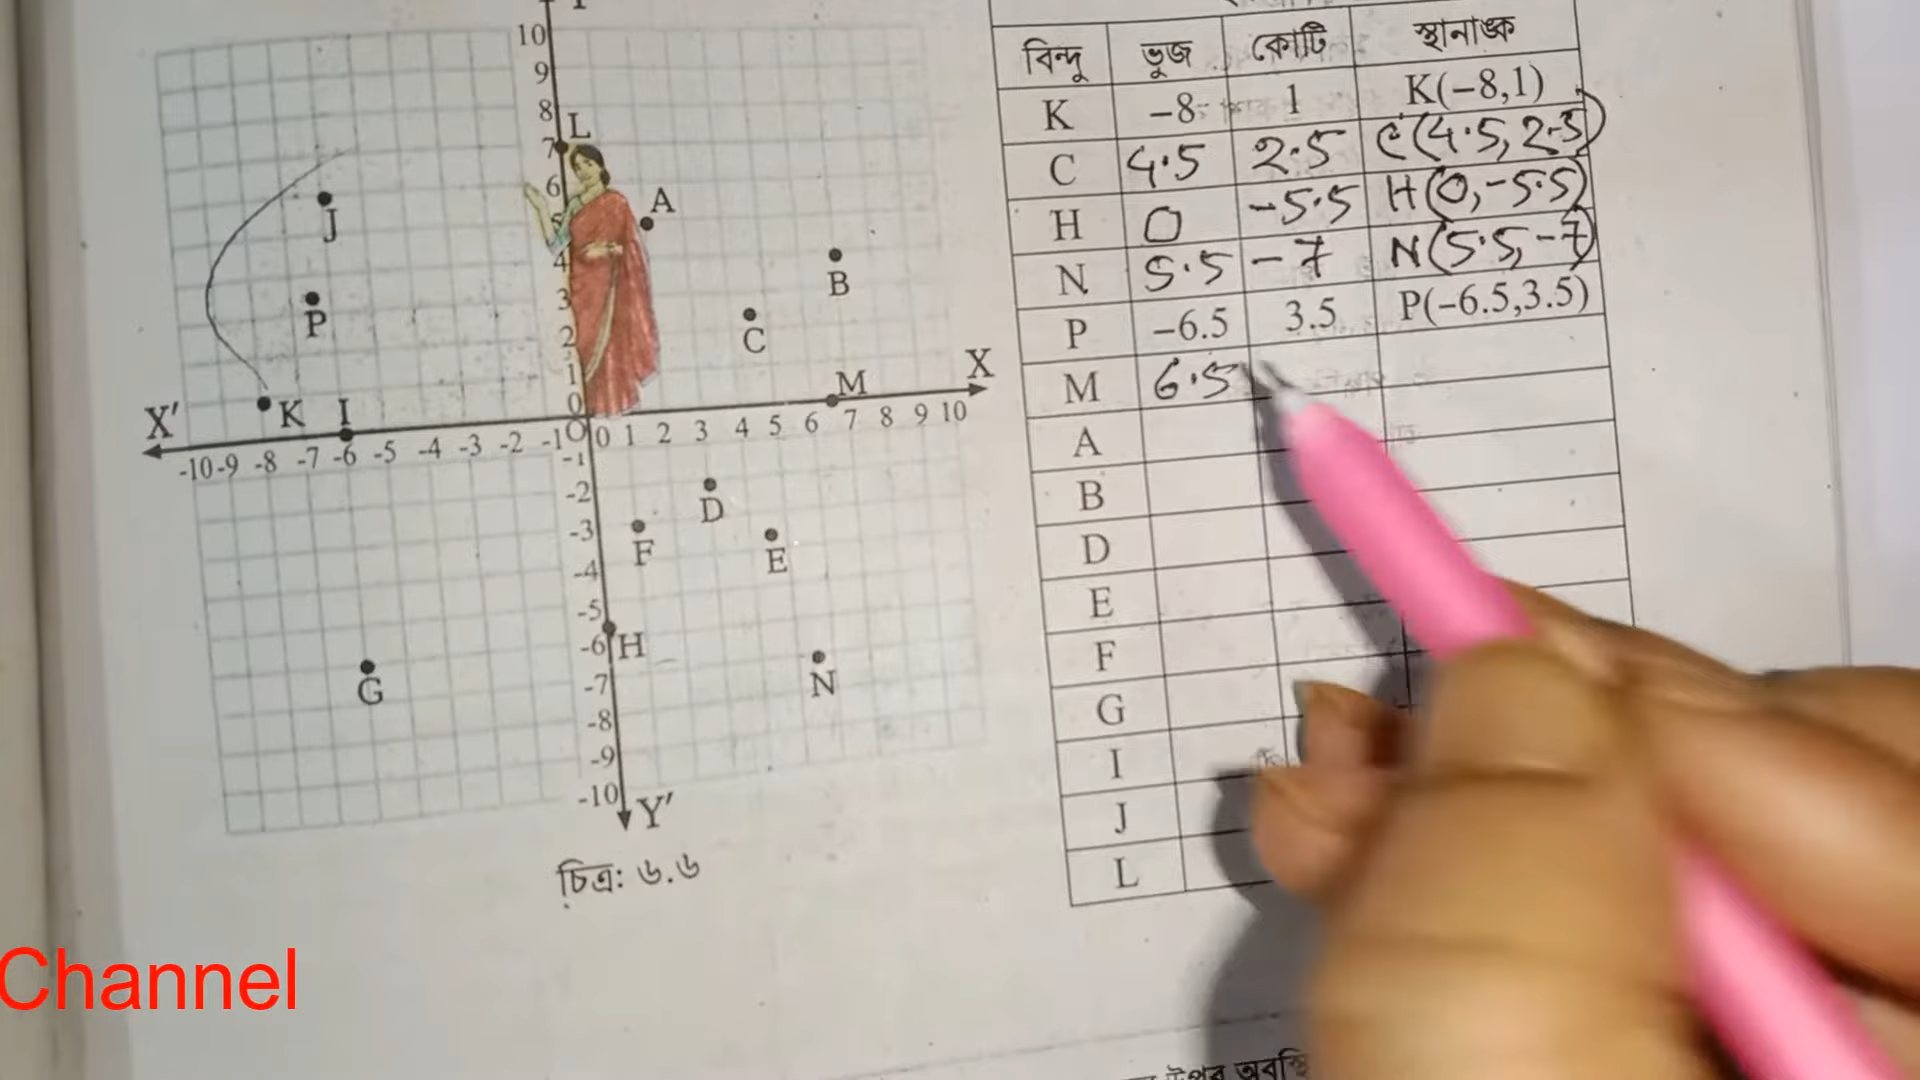 10
9
8
L
7
6
J
A
5
4
B
3
P
2
C
1
X
M
0
X′
K
I
O
-10 -9 -8 -7 -6 -5 -4 -3 -2 -1 0 1 2 3 4 5 6 7 8 9 10
-1
-2
D
-3
F
E
-4
-5
-6
H
G
N
-7
-8
-9
-10
Y′
চিত্র: ৬.৬
বিন্দু ভুজ কোটি স্থানাঙ্ক
K -8 1 K(-8,1)
C 4.5 2.5 C(4.5, 2.5)
H 0 -5.5 H(0, -5.5)
N 5.5 -7 N(5.5, -7)
P -6.5 3.5 P(-6.5,3.5)
M 6.5
A
B
D
E
F
G
I
J
L
Channel